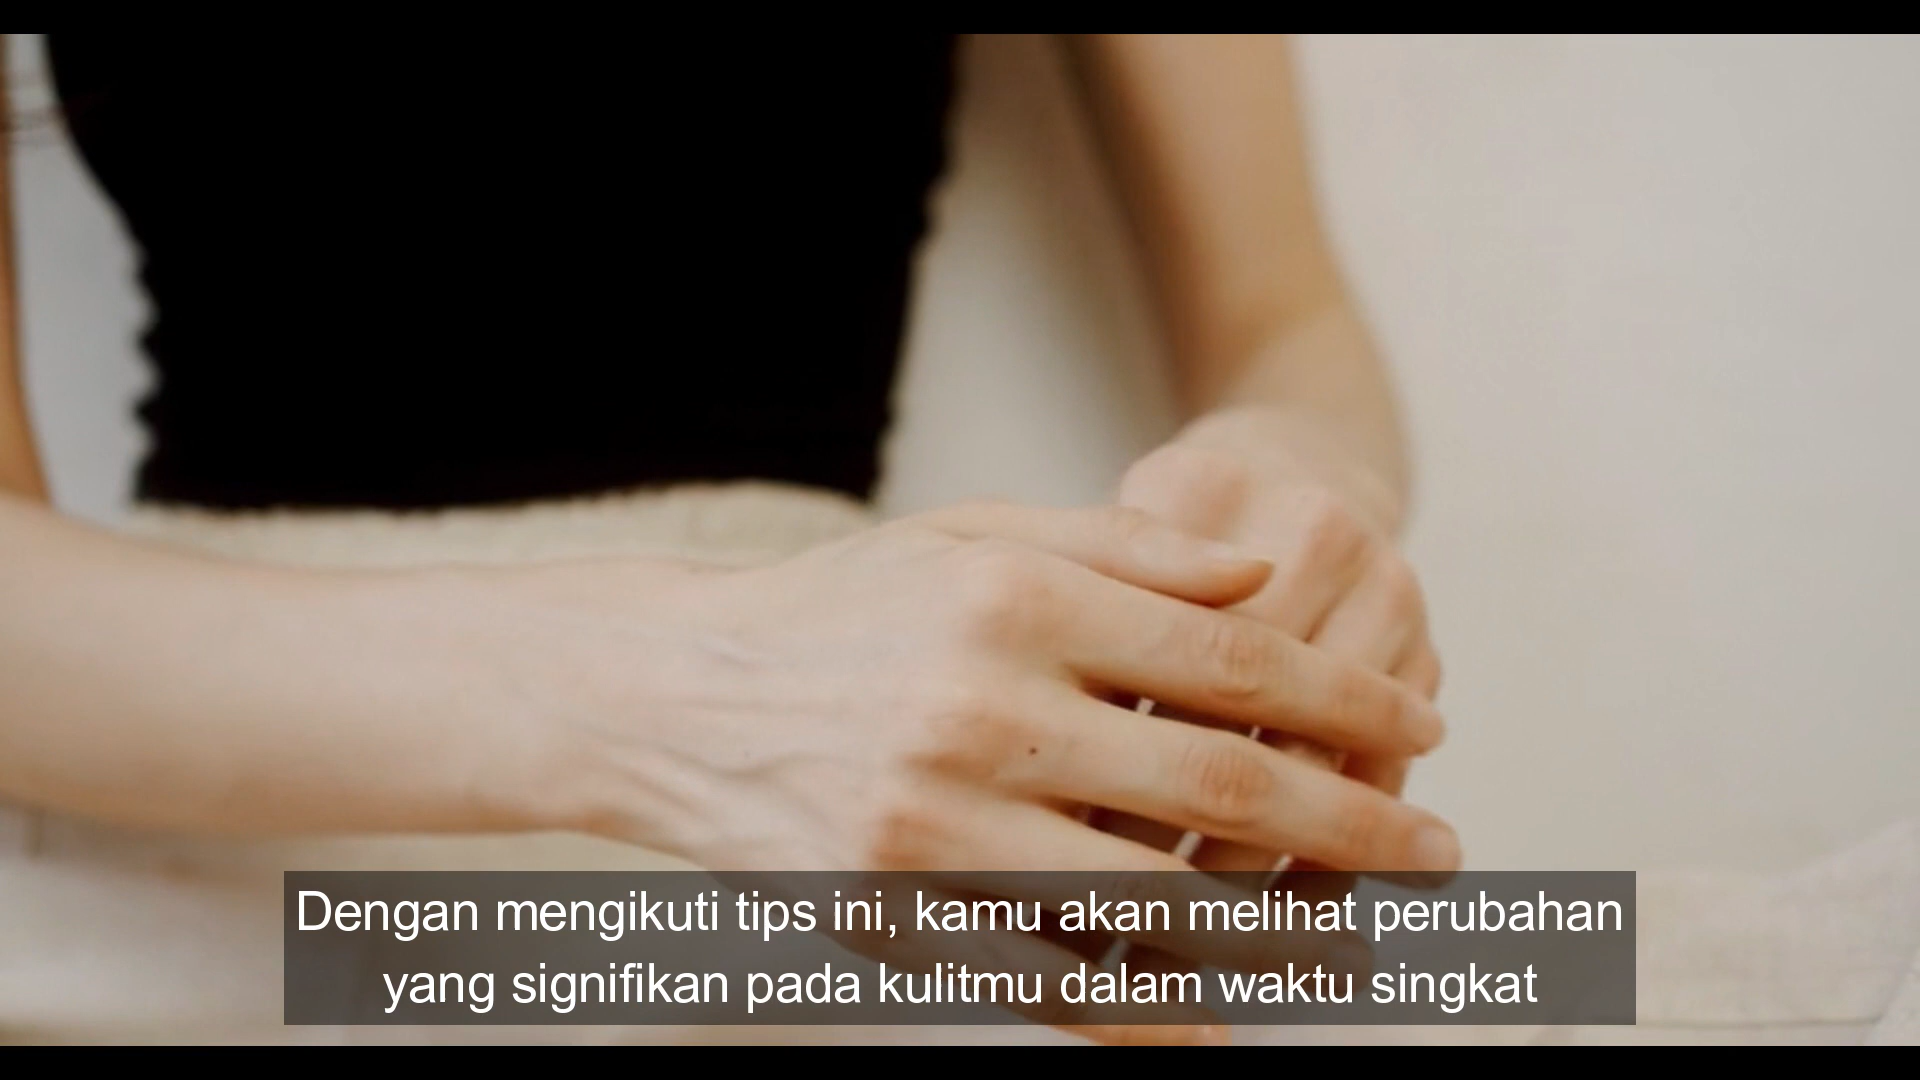 Dengan mengikuti tips ini, kamu akan melihat perubahan
yang signifikan pada kulitmu dalam waktu singkat